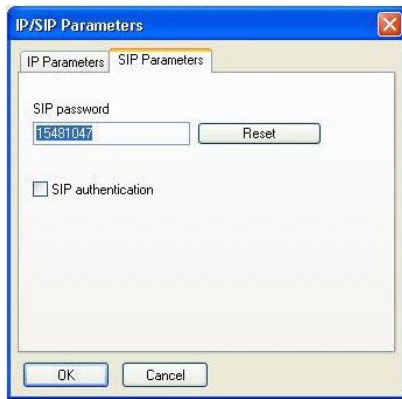 IP/SIP Parameters
IP Parameters SIP Parameters
SIP password
15481047 Reset
SIP authentication
OK Cancel